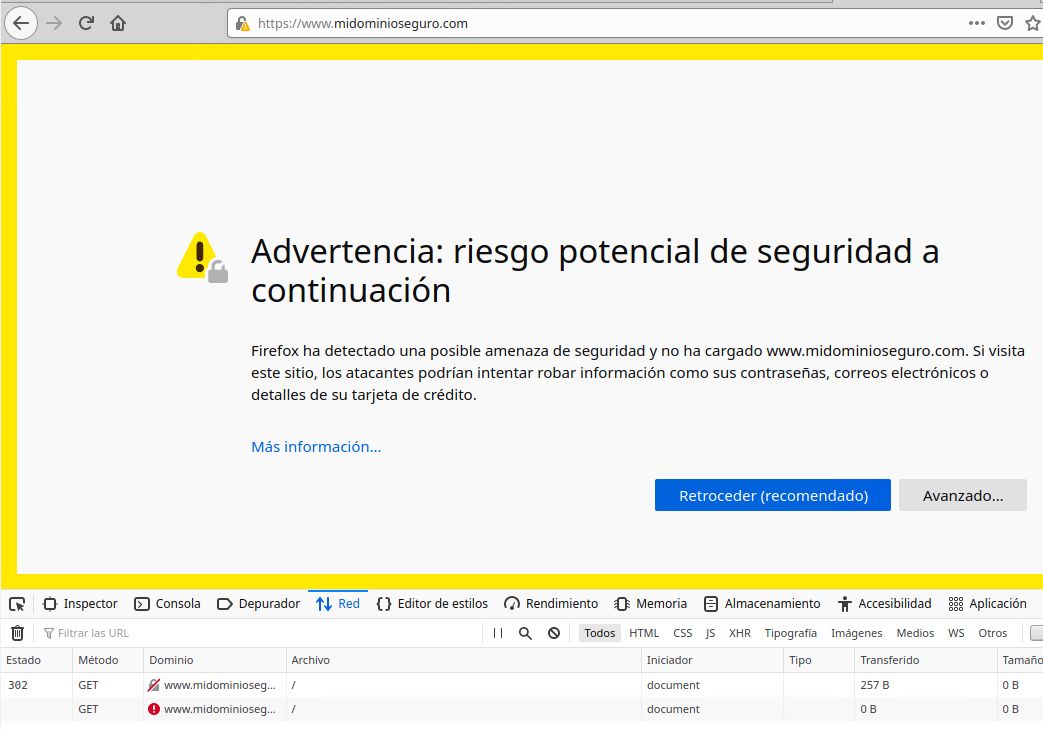 https://www.midominioseguro.com
Advertencia: riesgo potencial de seguridad a
continuación
Firefox ha detectado una posible amenaza de seguridad y no ha cargado www.midominioseguro.com. Si visita
este sitio, los atacantes podrían intentar robar información como sus contraseñas, correos electrónicos o
detalles de su tarjeta de crédito.
Más información...
Retroceder (recomendado) Avanzado...
Inspector Consola Depurador Red Editor de estilos Rendimiento Memoria Almacenamiento Accesibilidad Aplicación
Filtrar las URL Todos HTML CSS JS XHR Tipografía Imágenes Medios WS Otros
Estado Método Dominio Archivo Iniciador Tipo Transferido Tamaño
302 GET www.midominioseg... / document 257 B 0 B
GET www.midominioseg... / document 0 B 0 B